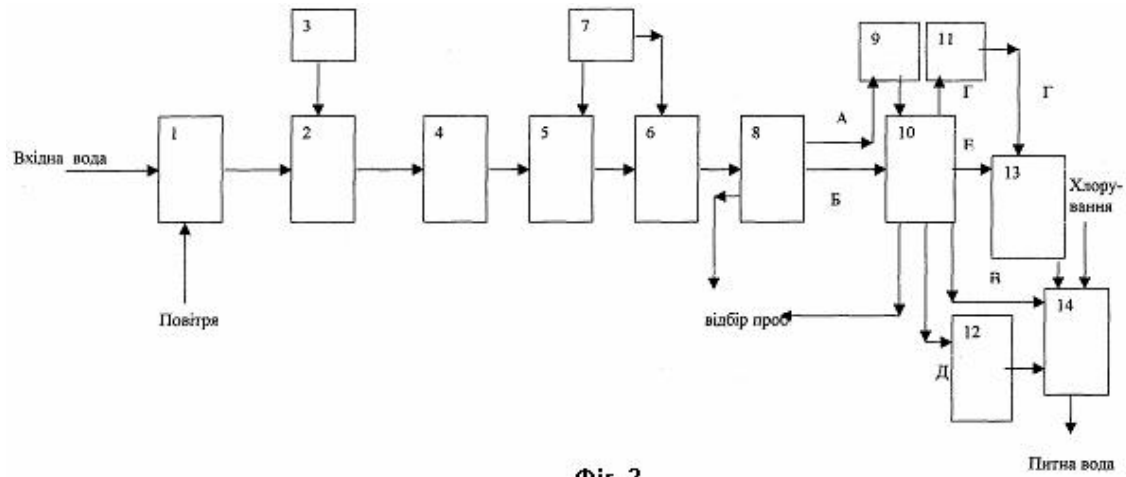 3
7
9
11
1
2
4
5
6
8
А
10
Г
Г
Е
13
Вхідна вода
Б
Хлору-
вання
В
14
Повітря
відбір проб
12
Д
Питна вода